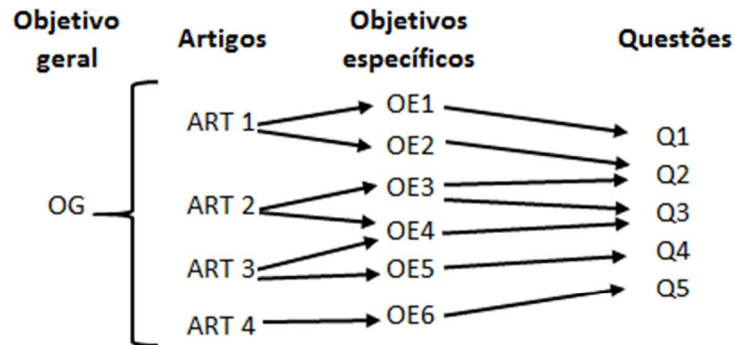 Objetivo geral
Artigos
Objetivos específicos
Questões
OG
ART 1
ART 2
ART 3
ART 4
OE1
OE2
OE3
OE4
OE5
OE6
Q1
Q2
Q3
Q4
Q5